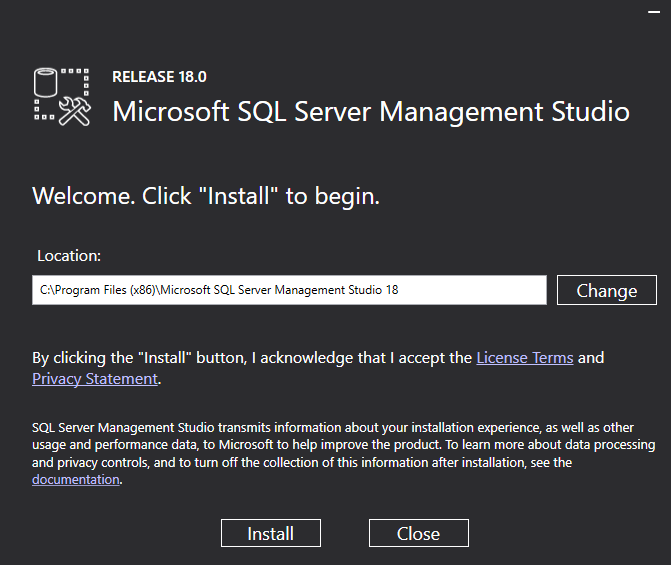 RELEASE 18.0
Microsoft SQL Server Management Studio
Welcome. Click "Install" to begin.
Location:
C:\Program Files (x86)\Microsoft SQL Server Management Studio 18
Change
By clicking the "Install" button, I acknowledge that I accept the License Terms and
Privacy Statement.
SQL Server Management Studio transmits information about your installation experience, as well as other
usage and performance data, to Microsoft to help improve the product. To learn more about data processing
and privacy controls, and to turn off the collection of this information after installation, see the
documentation.
Install
Close